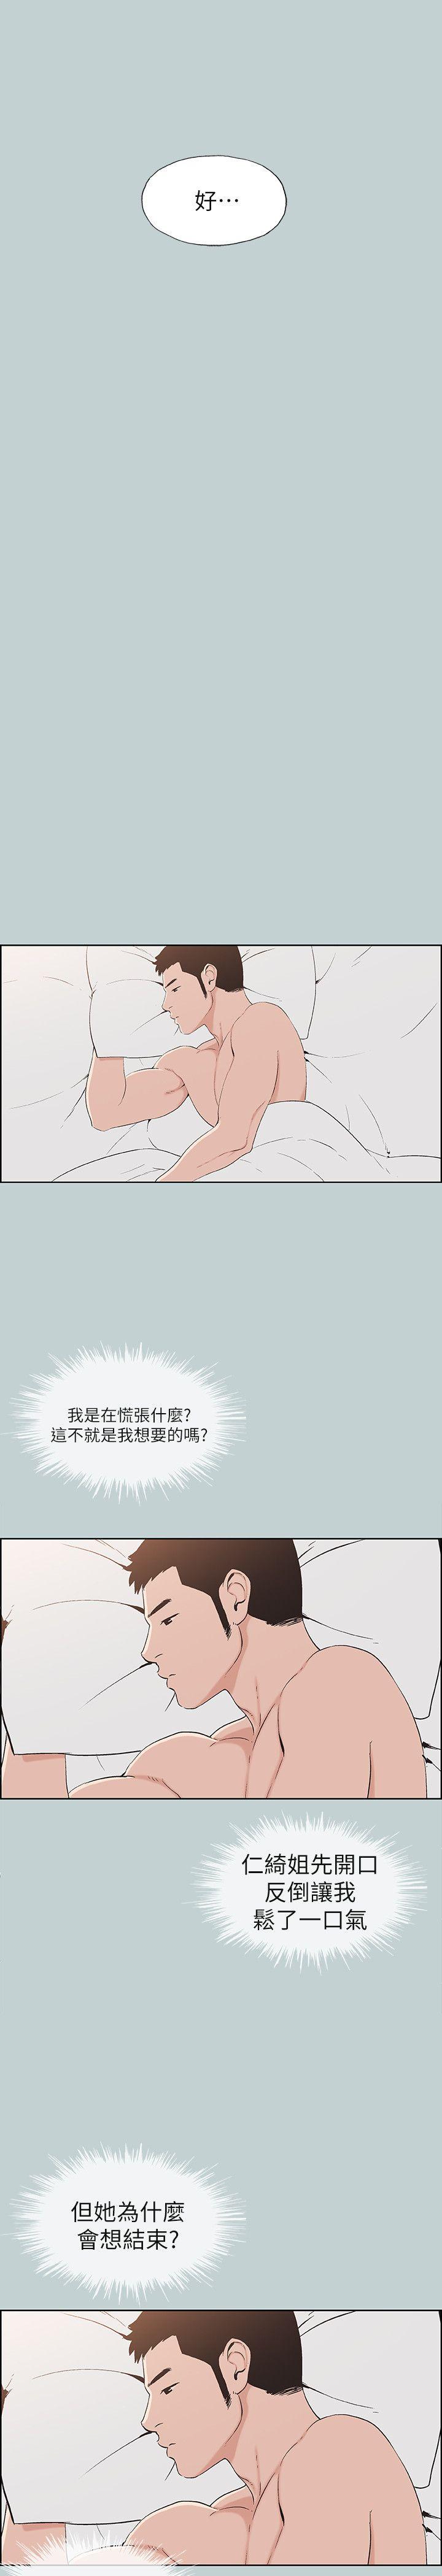 好⋯
我是在慌張什麼?
這不就是我想要的嗎?
仁綺姐先開口
反倒讓我
鬆了一口氣
但她為什麼
會想結束?